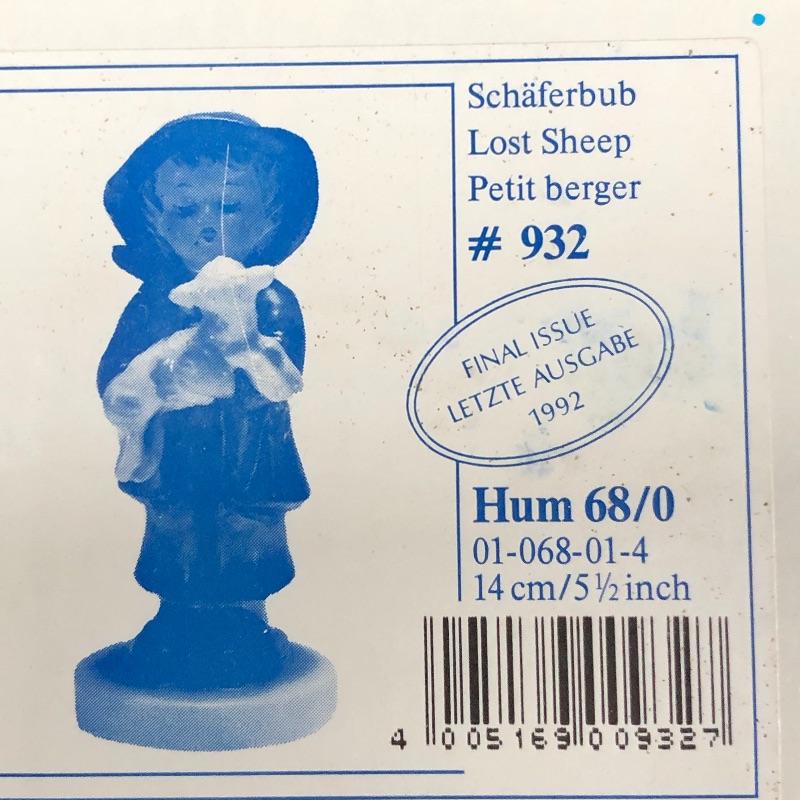 Schäferbub
Lost Sheep
Petit berger
# 932
FINAL ISSUE
LETZTE AUSGABE
1992
Hum 68/0
01-068-01-4
14 cm/5 ½ inch
4 005169 009327